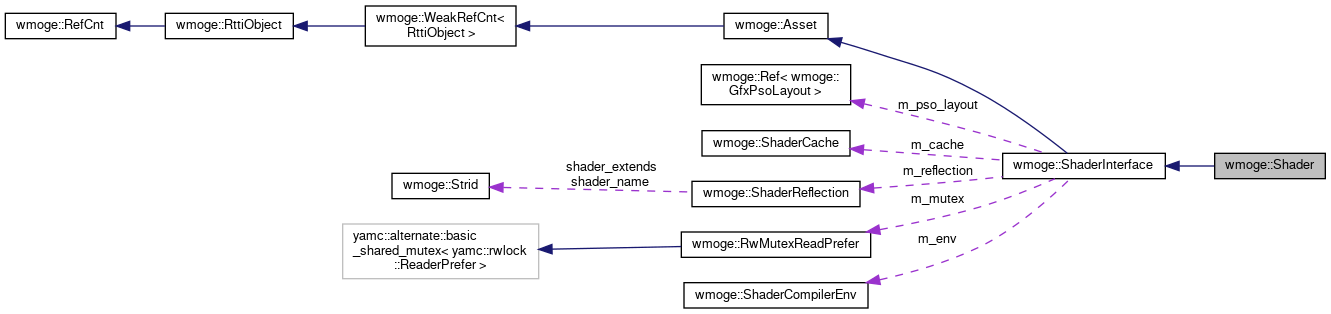 wmoge::RefCnt
wmoge::RttiObject
wmoge::WeakRefCnt<
RttiObject >
wmoge::Asset
wmoge::Ref< wmoge::
GfxPsoLayout >
m_pso_layout
wmoge::ShaderCache
m_cache
wmoge::ShaderInterface
wmoge::Shader
shader_extends
shader_name
m_reflection
wmoge::Strid
wmoge::ShaderReflection
m_mutex
yamc::alternate::basic
_shared_mutex< yamc::rwlock
::ReaderPrefer >
wmoge::RwMutexReadPrefer
m_env
wmoge::ShaderCompilerEnv